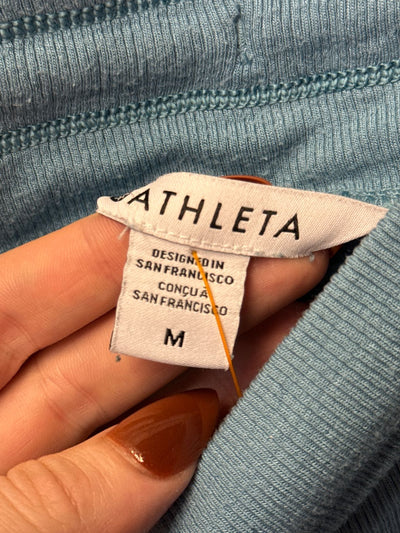 ATHLETA
DESIGNED IN
SAN FRANCISCO
CONÇU À
SAN FRANCISCO
M